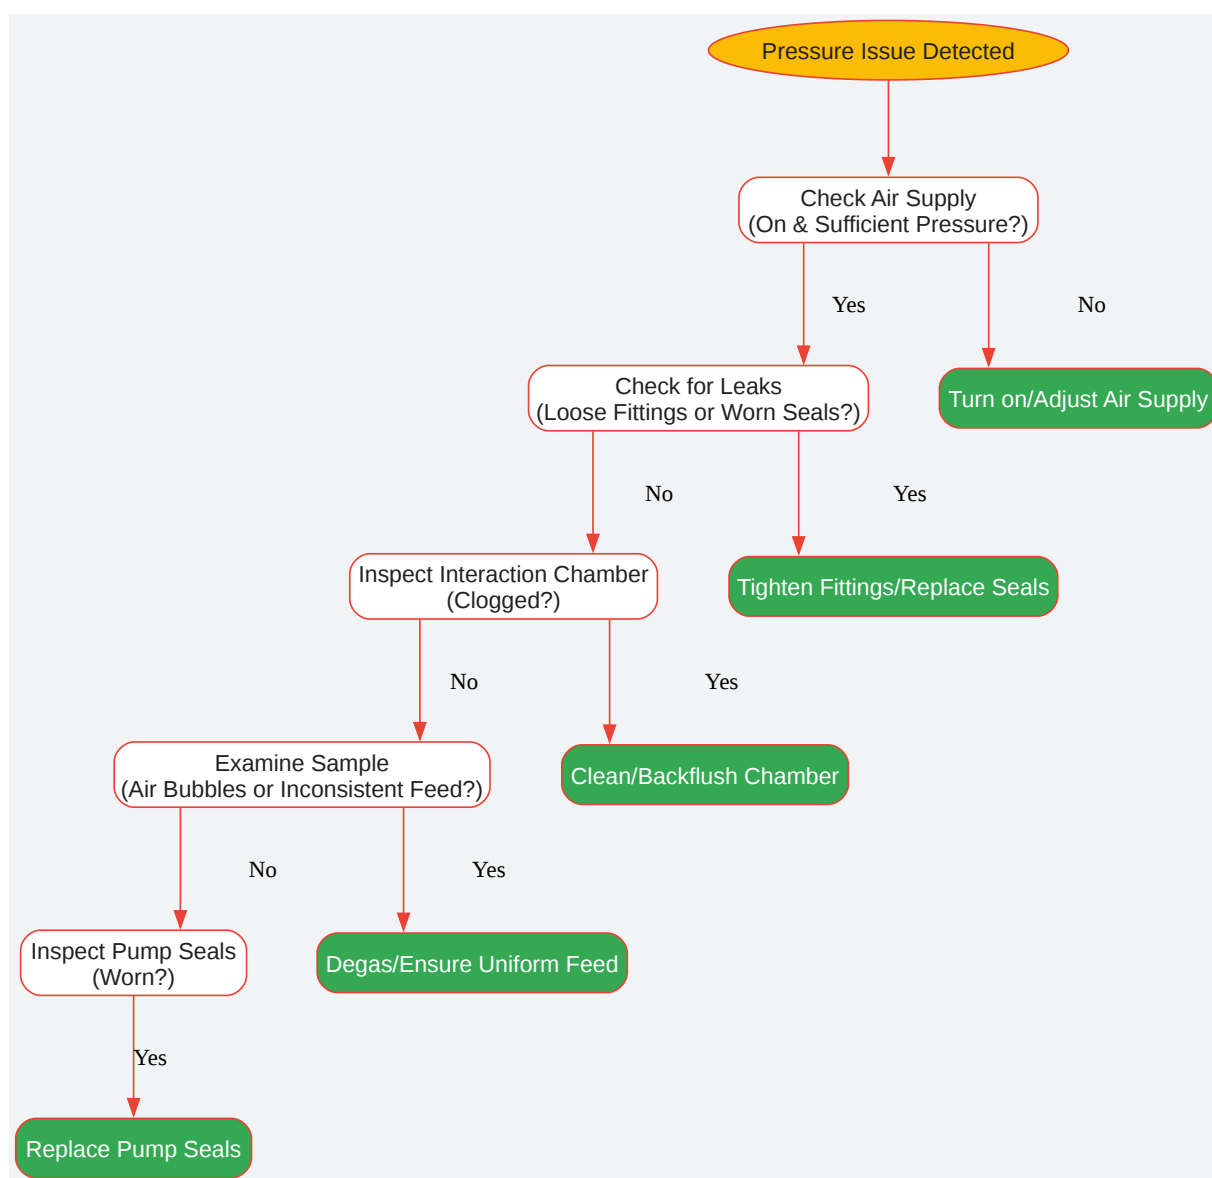 Pressure Issue Detected
Check Air Supply
(On & Sufficient Pressure?)
Yes
No
Check for Leaks
(Loose Fittings or Worn Seals?)
Turn on/Adjust Air Supply
No
Yes
Inspect Interaction Chamber
(Clogged?)
Tighten Fittings/Replace Seals
No
Yes
Examine Sample
(Air Bubbles or Inconsistent Feed?)
Clean/Backflush Chamber
No
Yes
Inspect Pump Seals
(Worn?)
Degas/Ensure Uniform Feed
Yes
Replace Pump Seals